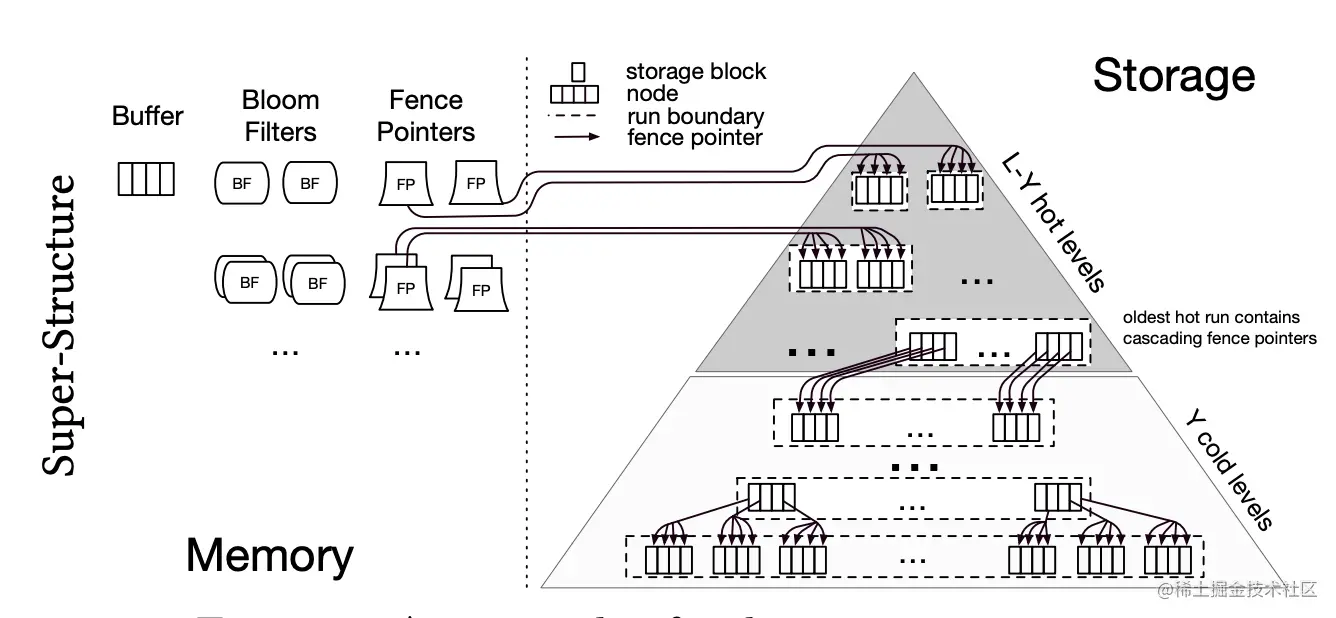 Storage
storage block
node
run boundary
fence pointer
Buffer
Bloom
Filters
Fence
Pointers
BF
BF
FP
FP
BF
BF
FP
FP
...
...
Super-Structure
Memory
L-Y hot levels
...
...
...
oldest hot run contains
cascading fence pointers
...
...
Y cold levels
...
...
@稀土掘金技术社区